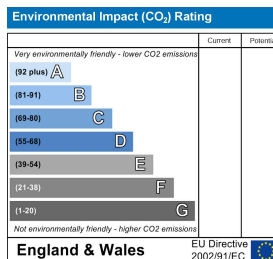 Environmental Impact (CO₂) Rating
Current Potenti
Very environmentally friendly - lower CO2 emissions
(92 plus) A
(81-91) B
(69-80) C
(55-68) D
(39-54) E
(21-38) F
(1-20) G
Not environmentally friendly - higher CO2 emissions
England & Wales
EU Directive
2002/91/EC